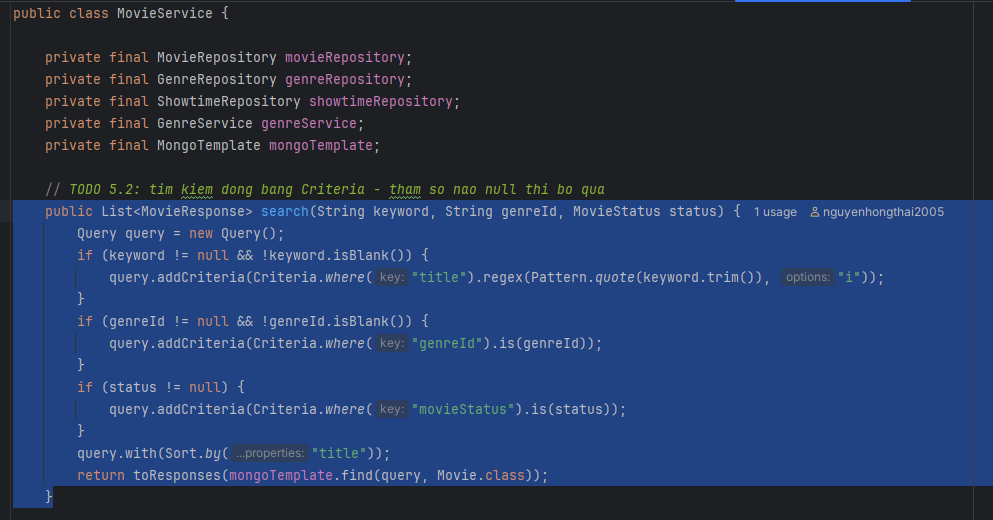 public class MovieService {
private final MovieRepository movieRepository;
private final GenreRepository genreRepository;
private final ShowtimeRepository showtimeRepository;
private final GenreService genreService;
private final MongoTemplate mongoTemplate;
// TODO 5.2: tim kiem dong bang Criteria - tham so nao null thi bo qua
public List<MovieResponse> search(String keyword, String genreId, MovieStatus status) { 1 usage nguyenhongthai2005
Query query = new Query();
if (keyword != null && !keyword.isBlank()) {
query.addCriteria(Criteria.where( key: "title").regex(Pattern.quote(keyword.trim()), options: "i"));
}
if (genreId != null && !genreId.isBlank()) {
query.addCriteria(Criteria.where( key: "genreId").is(genreId));
}
if (status != null) {
query.addCriteria(Criteria.where( key: "movieStatus").is(status));
}
query.with(Sort.by( ...properties: "title"));
return toResponses(mongoTemplate.find(query, Movie.class));
}